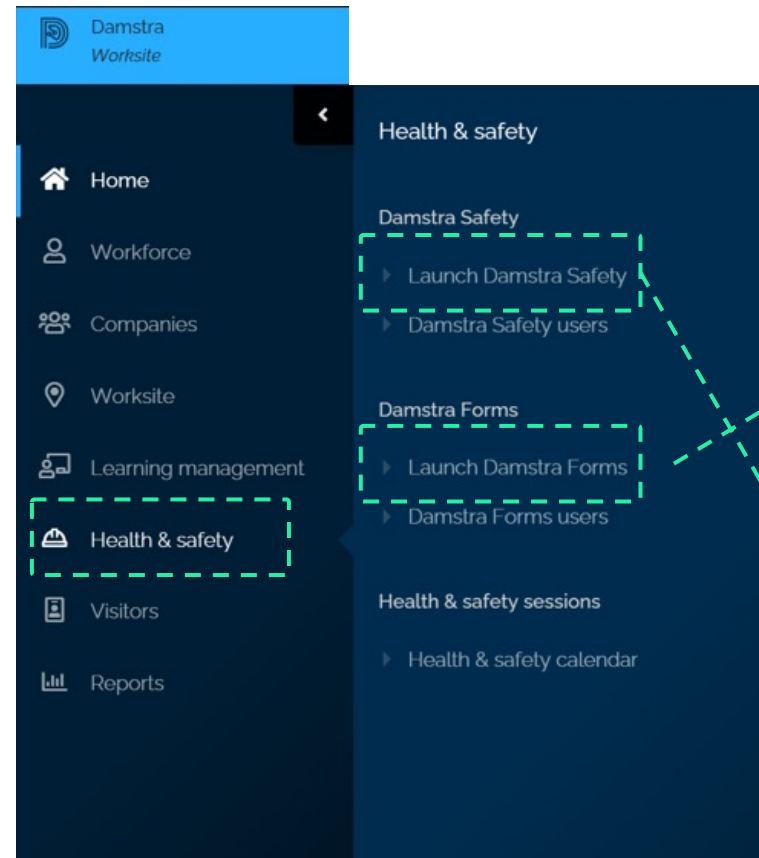 Damstra
Worksite
Home
Workforce
Companies
Worksite
Learning management
Health & safety
Visitors
Reports
Health & safety
Damstra Safety
Launch Damstra Safety
Damstra Safety users
Damstra Forms
Launch Damstra Forms
Damstra Forms users
Health & safety sessions
Health & safety calendar